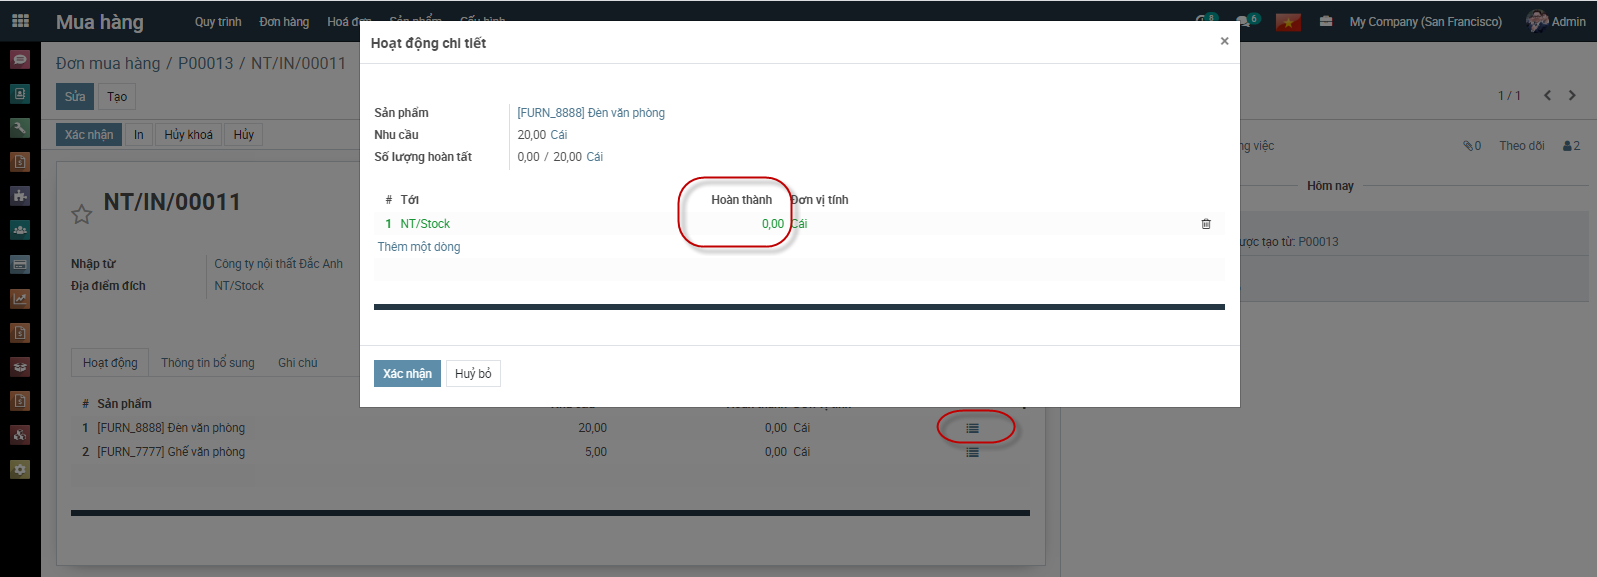 Mua hàng Quy trình Đơn hàng Hoá đơn Sản phẩm Cấu hình 8 6 My Company (San Francisco) Admin
Đơn mua hàng / P00013 / NT/IN/00011
Sửa Tạo 1 / 1
Xác nhận In Hủy khoá Hủy
ng việc 0 Theo dõi 2
Hôm nay
ược tạo từ: P00013
NT/IN/00011
Nhập từ Công ty nội thất Đắc Anh
Địa điểm đích NT/Stock
Hoạt động Thông tin bổ sung Ghi chú
# Sản phẩm
1 [FURN_8888] Đèn văn phòng 20,00 0,00 Cái
2 [FURN_7777] Ghế văn phòng 5,00 0,00 Cái
Hoạt động chi tiết ×
Sản phẩm [FURN_8888] Đèn văn phòng
Nhu cầu 20,00 Cái
Số lượng hoàn tất 0,00 / 20,00 Cái
# Tới Hoàn thành Đơn vị tính
1 NT/Stock 0,00 Cái
Thêm một dòng
Xác nhận Huỷ bỏ